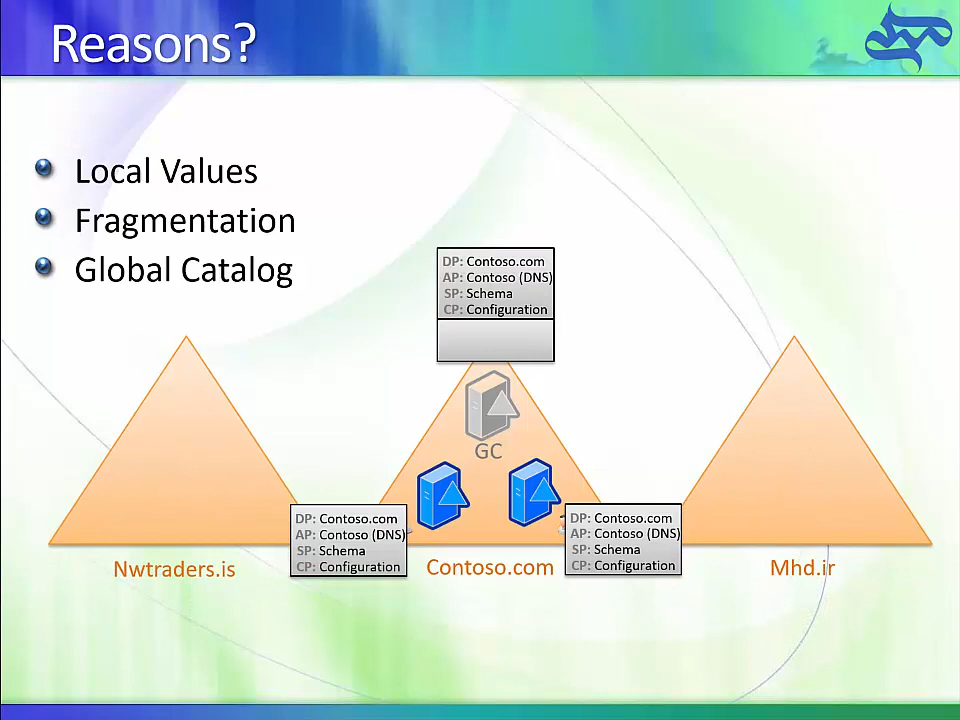 Reasons?
Local Values
Fragmentation
Global Catalog
DP: Contoso.com
AP: Contoso (DNS)
SP: Schema
CP: Configuration
GC
DP: Contoso.com
AP: Contoso (DNS)
SP: Schema
CP: Configuration
DP: Contoso.com
AP: Contoso (DNS)
SP: Schema
CP: Configuration
Nwtraders.is
Contoso.com
Mhd.ir